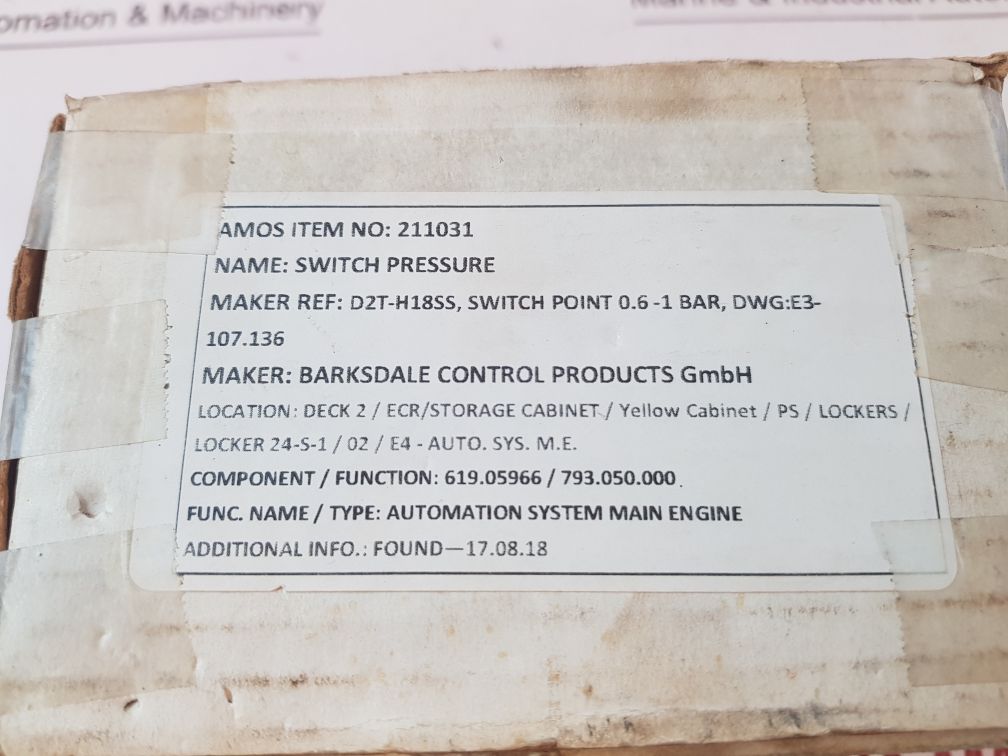 omation & Machinery
Marine & Industrial
AMOS ITEM NO: 211031
NAME: SWITCH PRESSURE
MAKER REF: D2T-H18SS, SWITCH POINT 0.6 -1 BAR, DWG:E3-
107.136
MAKER: BARKSDALE CONTROL PRODUCTS GmbH
LOCATION: DECK 2 / ECR/STORAGE CABINET / Yellow Cabinet / PS / LOCKERS /
LOCKER 24-S-1 / 02 / E4 - AUTO. SYS. M.E.
COMPONENT / FUNCTION: 619.05966 / 793.050.000
FUNC. NAME / TYPE: AUTOMATION SYSTEM MAIN ENGINE
ADDITIONAL INFO.: FOUND—17.08.18